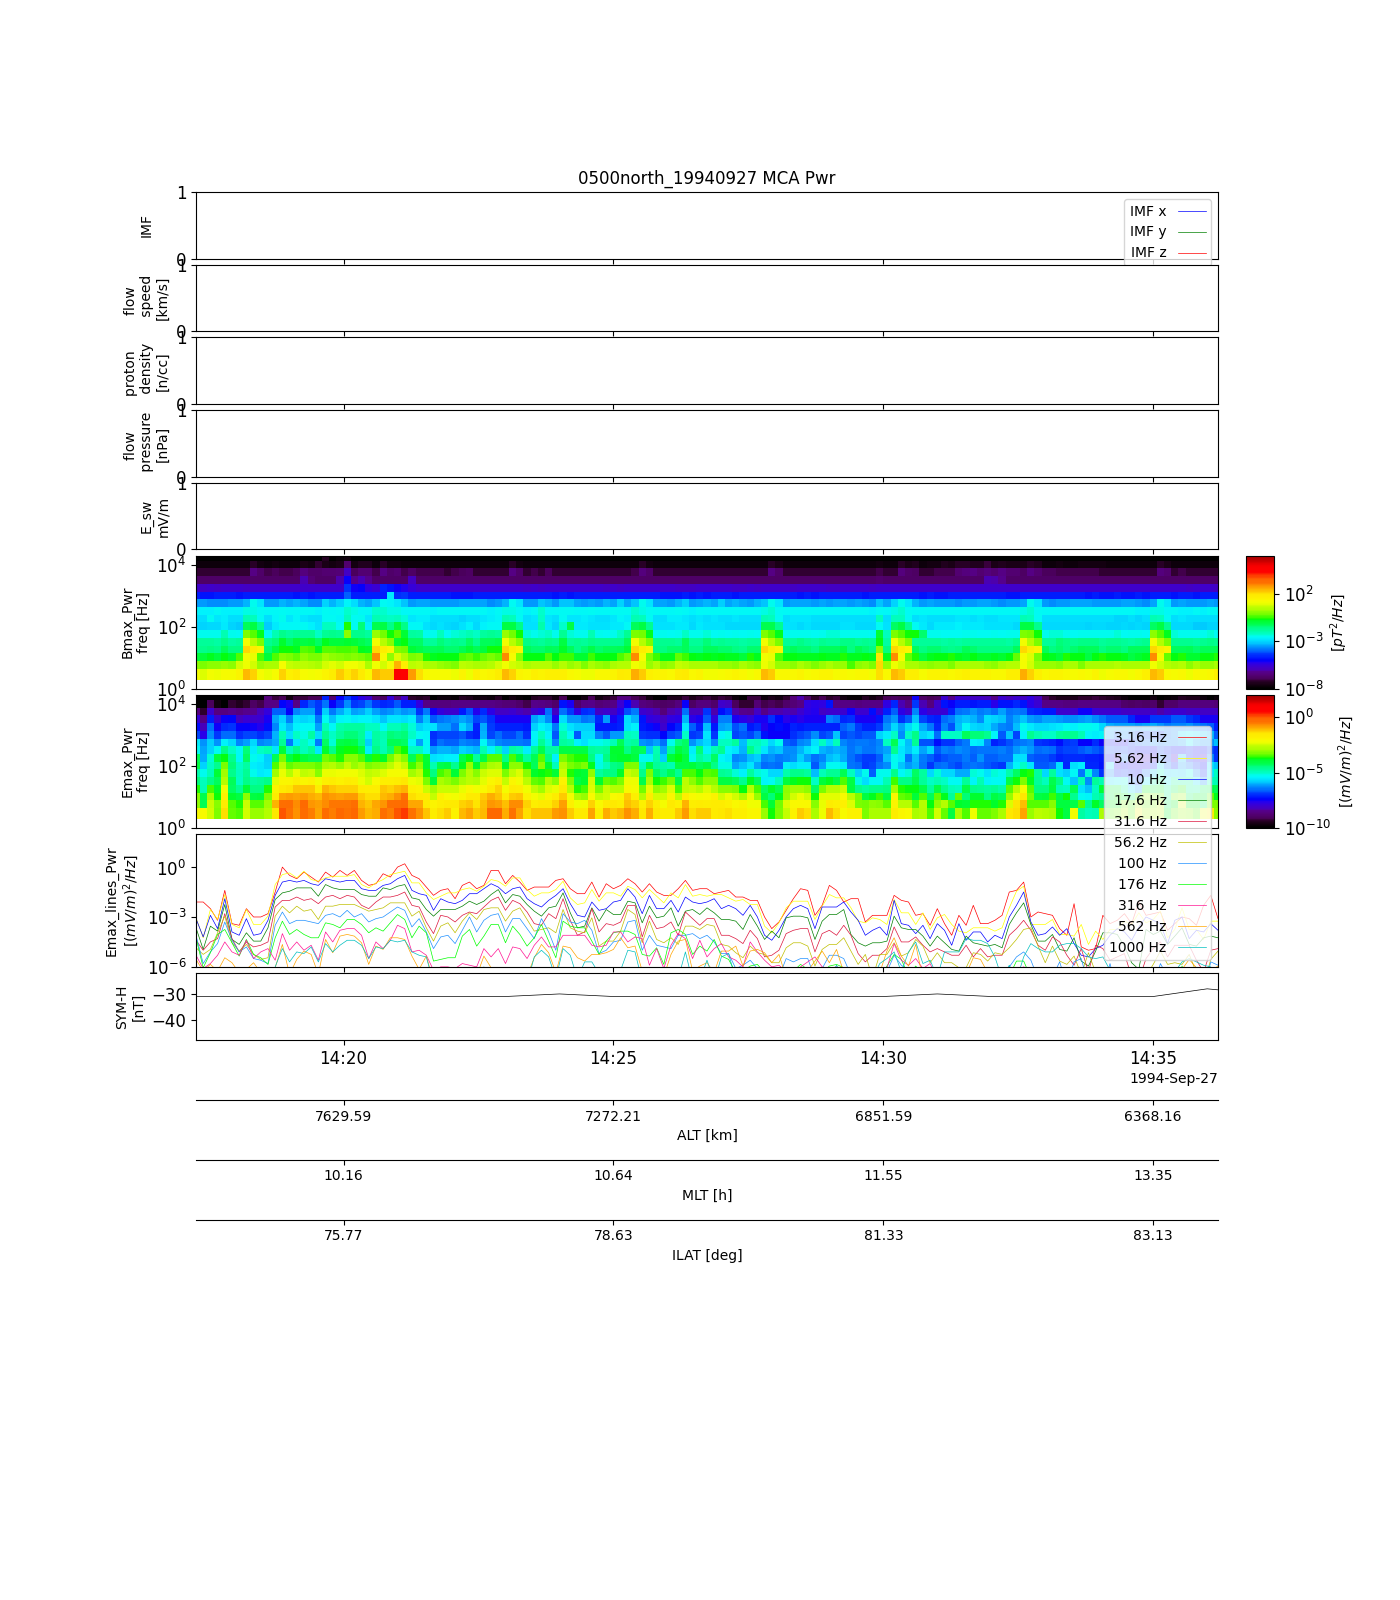 0500north_19940927 MCA Pwr
1
IMF
0
IMF x
IMF y
IMF z
1
flow
speed
[km/s]
0
1
proton
density
[n/cc]
0
1
flow
pressure
[nPa]
0
1
E_sw
mV/m
0
10^4
10^2
10^0
Bmax_Pwr
freq [Hz]
10^2
10^-3
10^-8
[pT^2/Hz]
10^4
10^2
10^0
Emax_Pwr
freq [Hz]
10^0
10^-5
10^-10
[(mV/m)^2/Hz]
3.16 Hz
5.62 Hz
10 Hz
17.6 Hz
31.6 Hz
56.2 Hz
100 Hz
176 Hz
316 Hz
562 Hz
1000 Hz
10^0
10^-3
10^-6
Emax_lines_Pwr
[(mV/m)^2/Hz]
−30
−40
SYM-H
[nT]
14:20 14:25 14:30 14:35
1994-Sep-27
7629.59 7272.21 6851.59 6368.16
ALT [km]
10.16 10.64 11.55 13.35
MLT [h]
75.77 78.63 81.33 83.13
ILAT [deg]